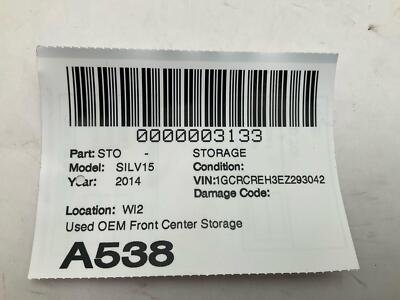 0000003133
Part: STO - STORAGE
Model: SILV15 Condition:
Year: 2014 VIN:1GCRCREH3EZ293042
Damage Code:
Location: WI2
Used OEM Front Center Storage
A538